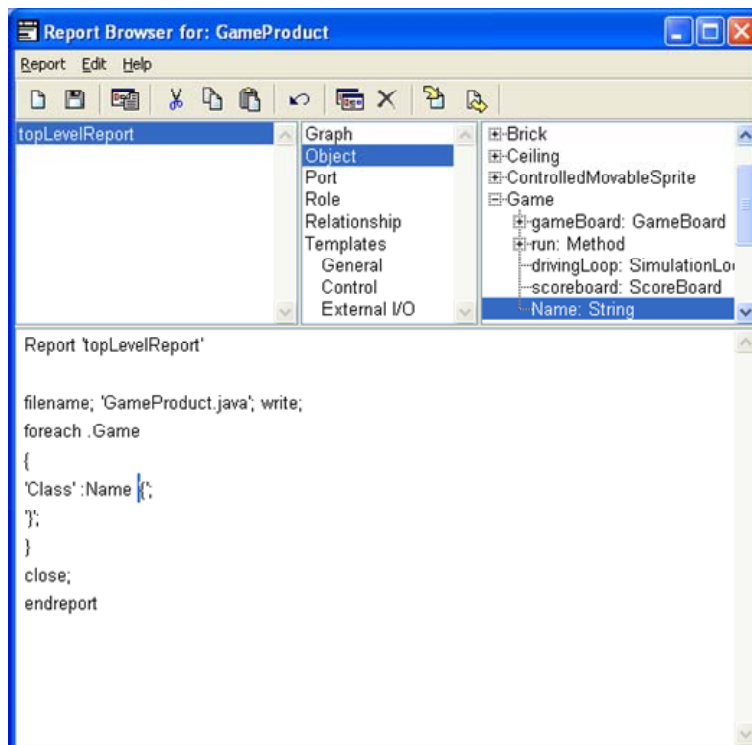 Report Browser for: GameProduct
Report Edit Help
topLevelReport
Graph
Object
Port
Role
Relationship
Templates
General
Control
External I/O
Brick
Ceiling
ControlledMovableSprite
Game
gameBoard: GameBoard
run: Method
drivingLoop: SimulationLo
scoreboard: ScoreBoard
Name: String
Report 'topLevelReport'
filename; 'GameProduct.java'; write;
foreach .Game
{
'Class' :Name '{';
'}';
}
close;
endreport